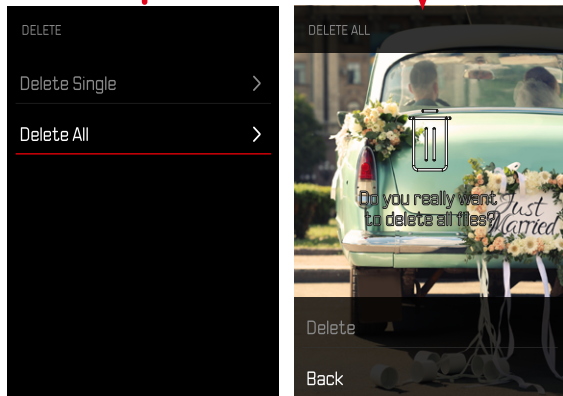 DELETE
Delete Single
Delete All
DELETE ALL
Do you really want
to delete all files?
Just
Married
Delete
Back